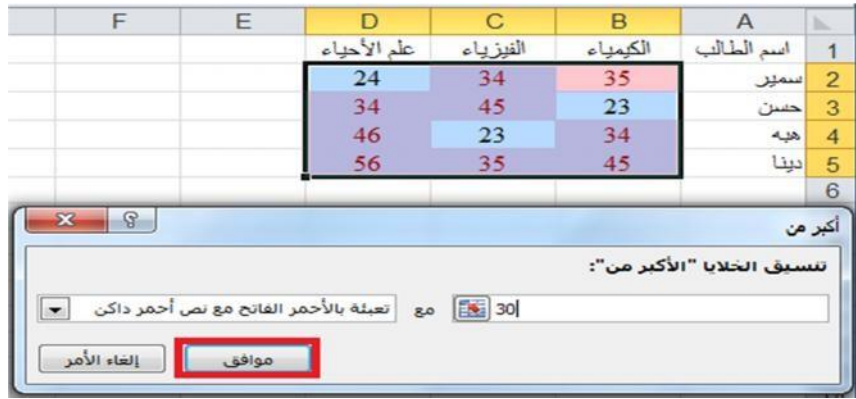 A B C D E F
1 اسم الطالب الكيمياء الفيزياء علم الأحياء
2 سمير 35 34 24
3 حسن 23 45 34
4 هبه 34 23 46
5 دينا 45 35 56
6
أكبر من
تنسيق الخلايا "الأكبر من":
30 مع تعبئة بالأحمر الفاتح مع نص أحمر داكن
موافق إلغاء الأمر